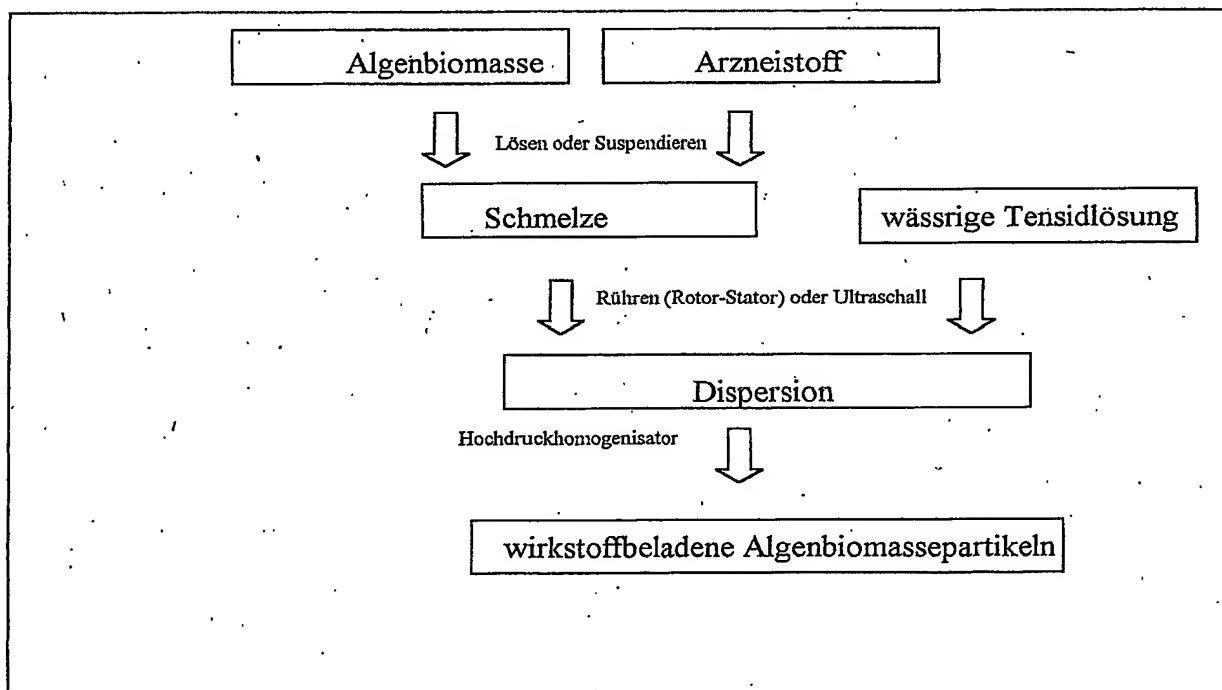 Algenbiomasse
Arzneistoff
Lösen oder Suspendieren
Schmelze
wässrige Tensidlösung
Rühren (Rotor-Stator) oder Ultraschall
Dispersion
Hochdruckhomogenisator
wirkstoffbeladene Algenbiomassepartikeln